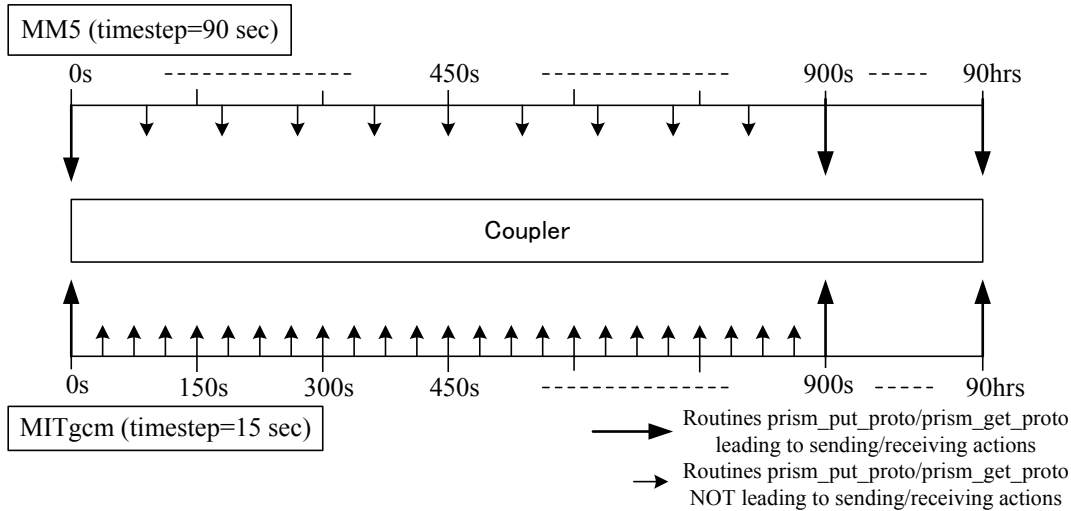 MM5 (timestep=90 sec)
0s 450s 900s 90hrs
Coupler
0s 150s 300s 450s 900s 90hrs
MITgcm (timestep=15 sec)
Routines prism_put_proto/prism_get_proto
leading to sending/receiving actions
Routines prism_put_proto/prism_get_proto
NOT leading to sending/receiving actions